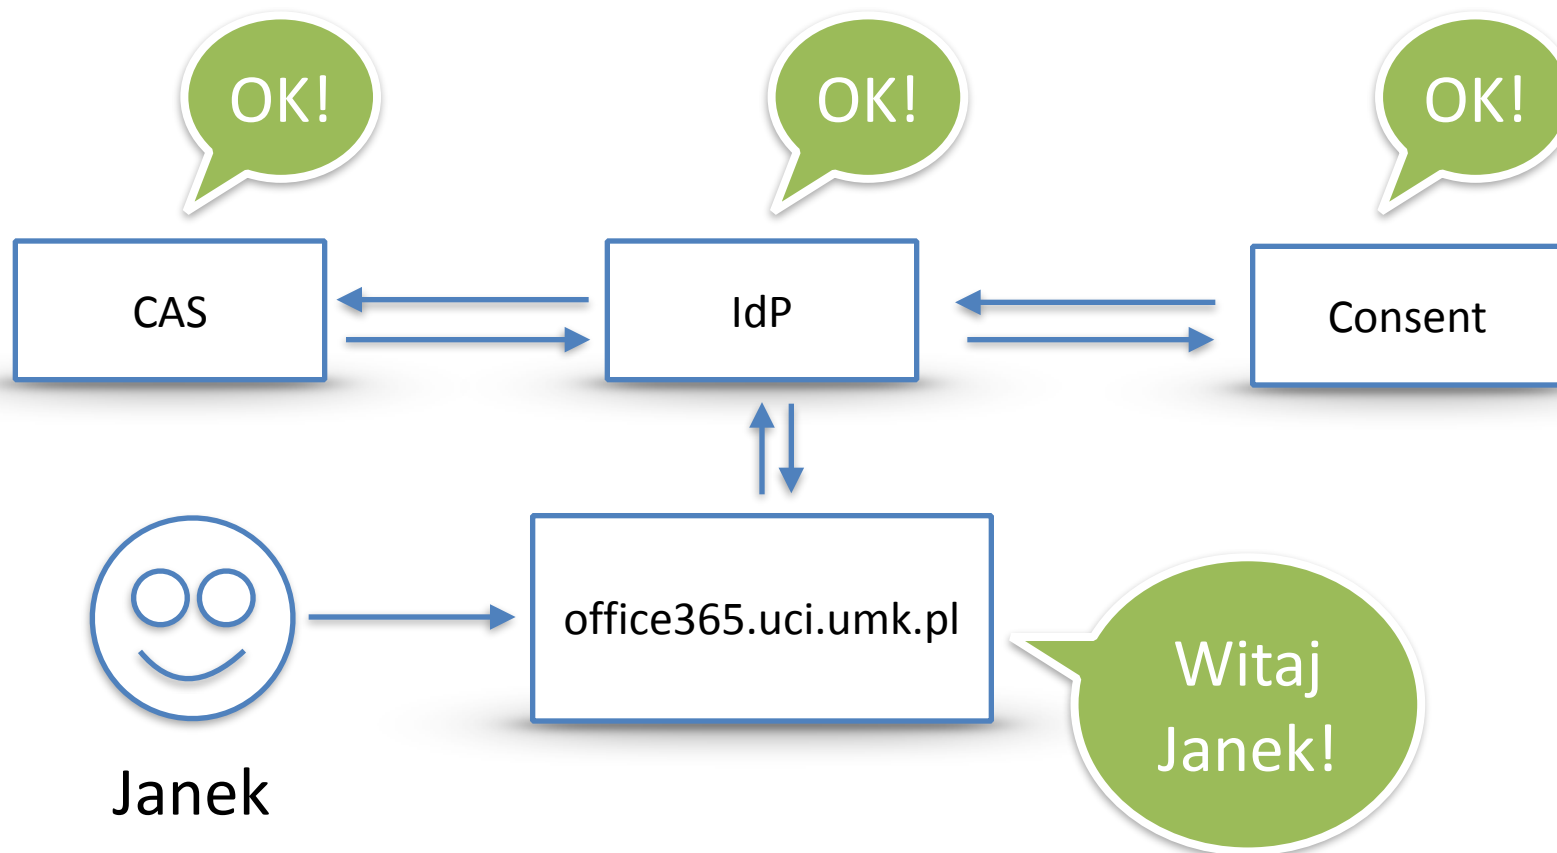 OK!
OK!
OK!
CAS
IdP
Consent
office365.uci.umk.pl
Witaj
Janek!
Janek